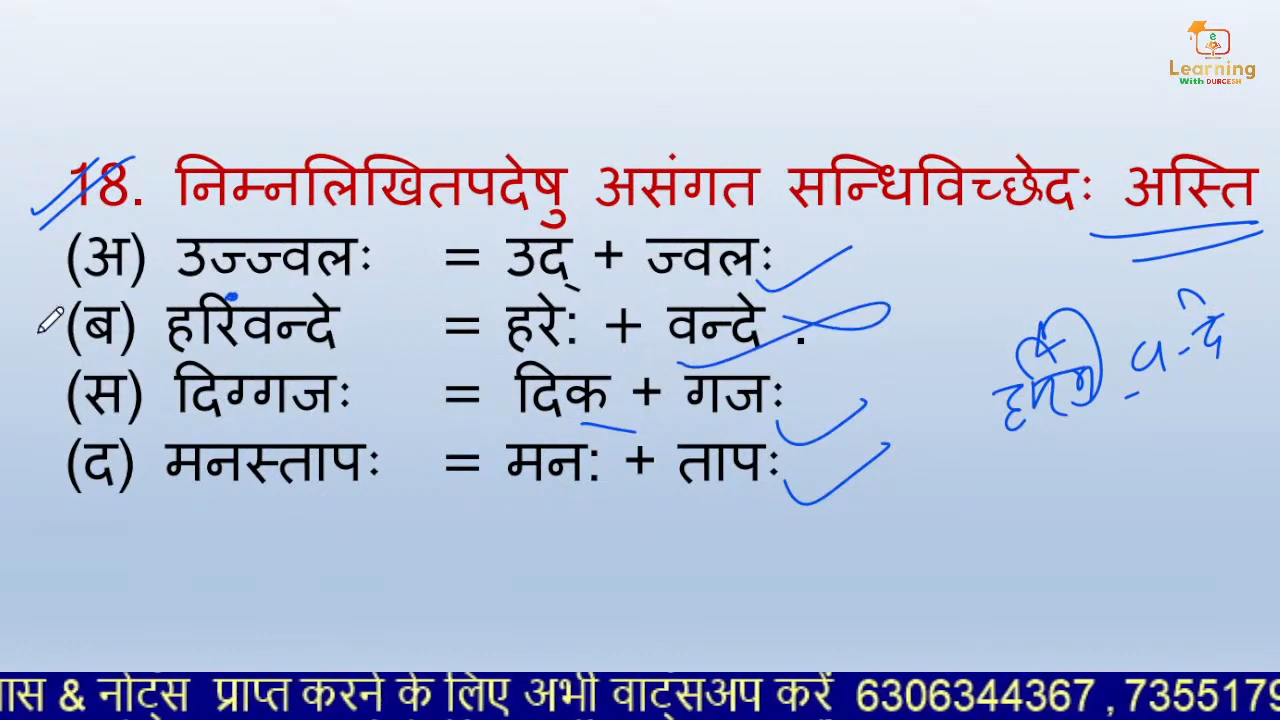 e
Learning
With DURGESH
18. निम्नलिखितपदेषु असंगत सन्धिविच्छेदः अस्ति
(अ) उज्ज्वलः = उद् + ज्वलः
(ब) हरिंवन्दे = हरे: + वन्दे .
(स) दिग्गजः = दिक + गजः
(द) मनस्तापः = मन: + तापः
वन्दे
ास & नोट्स प्राप्त करने के लिए अभी वाट्सअप करें 6306344367 , 7355179